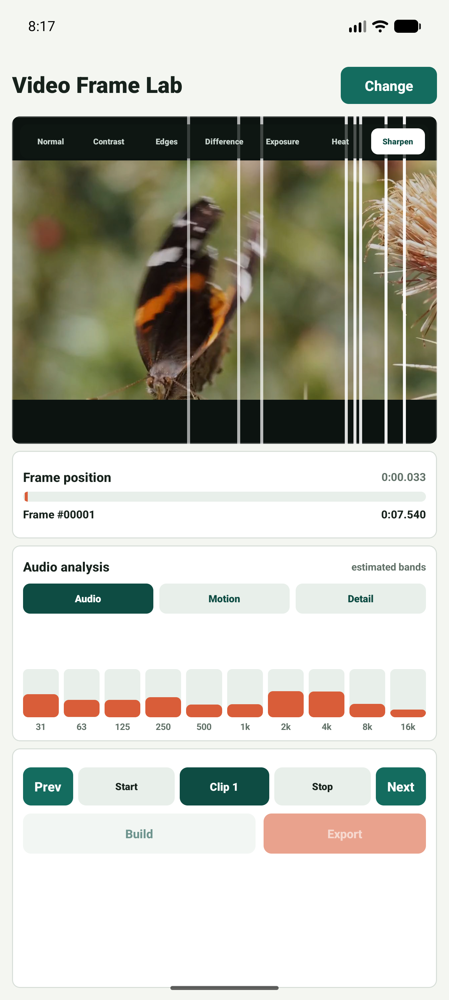 8:17
Video Frame Lab
Change
Normal Contrast Edges Difference Exposure Heat Sharpen
Frame position 0:00.033
Frame #00001 0:07.540
Audio analysis estimated bands
Audio Motion Detail
31 63 125 250 500 1k 2k 4k 8k 16k
Prev Start Clip 1 Stop Next
Build Export